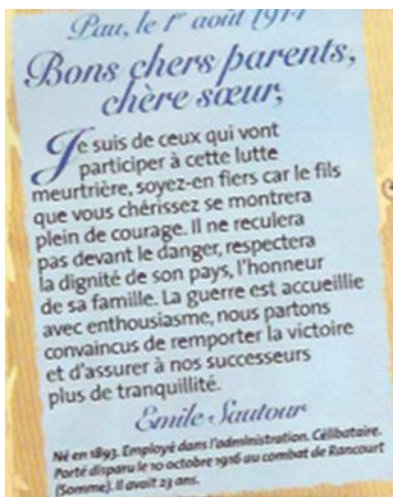 Pau, le 1er août 1914
Bons chers parents,
chère sœur,
Je suis de ceux qui vont
participer à cette lutte
meurtrière, soyez-en fiers car le fils
que vous chérissez se montrera
plein de courage. Il ne reculera
pas devant le danger, respectera
la dignité de son pays, l'honneur
de sa famille. La guerre est accueillie
avec enthousiasme, nous partons
convaincus de remporter la victoire
et d'assurer à nos successeurs
plus de tranquillité.
Emile Sautour
Né en 1893. Employé dans l'administration. Célibataire.
Porté disparu le 10 octobre 1916 au combat de Rancourt
(Somme). Il avait 23 ans.